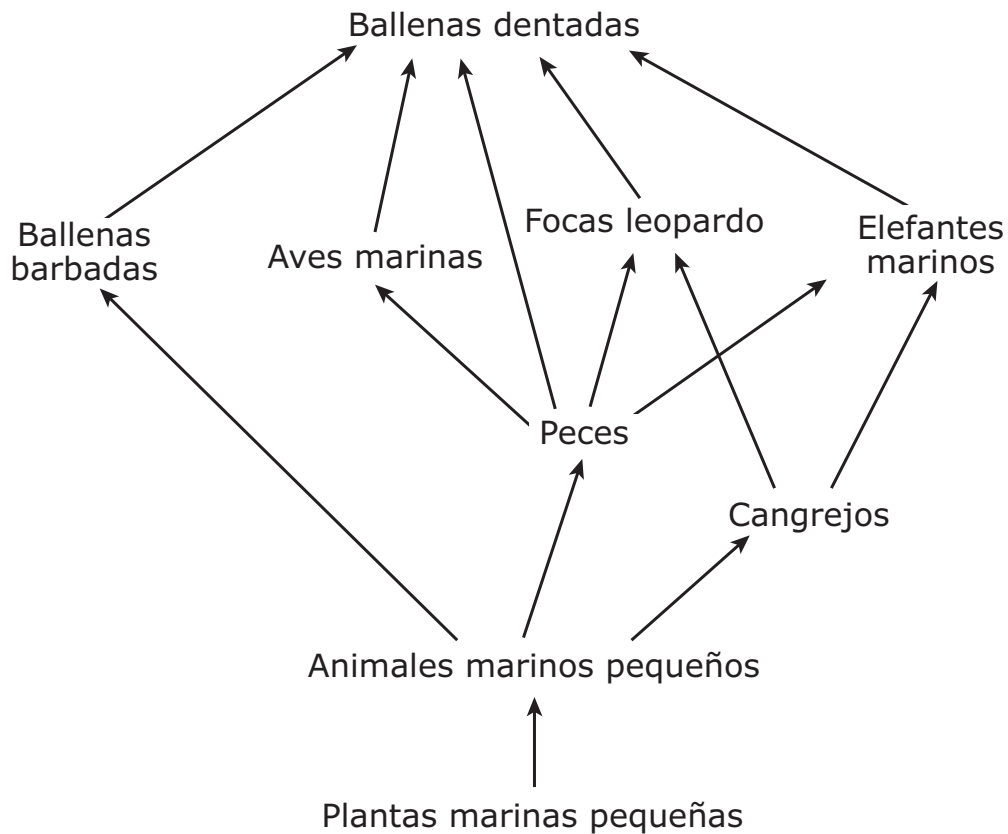 Ballenas dentadas
Ballenas
barbadas
Aves marinas
Focas leopardo
Elefantes
marinos
Peces
Cangrejos
Animales marinos pequeños
Plantas marinas pequeñas